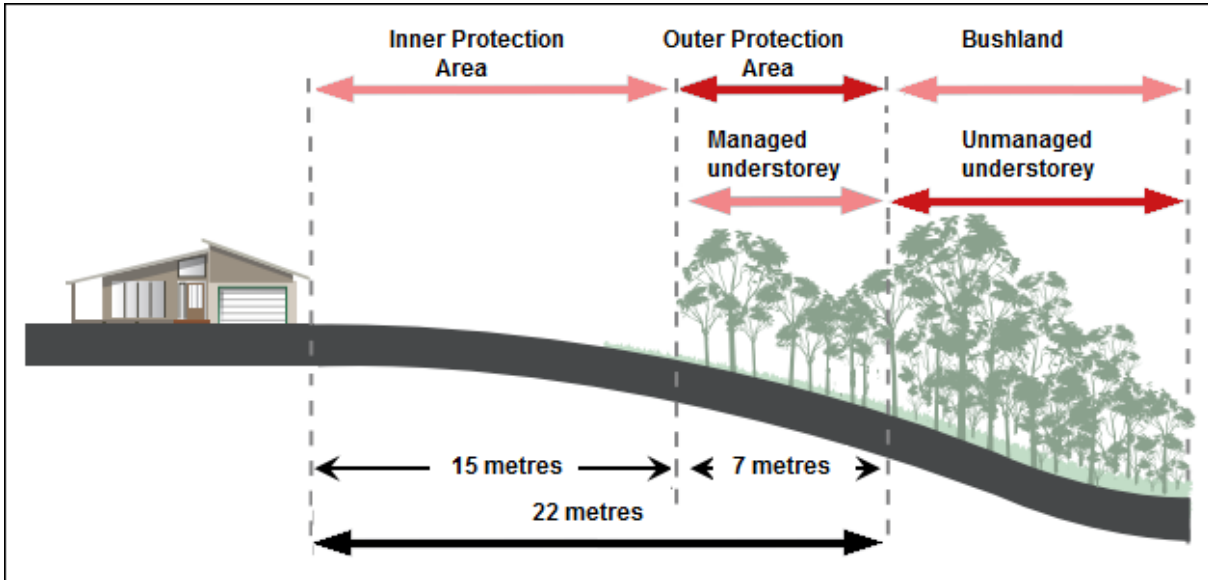 Inner Protection
Area
Outer Protection
Area
Bushland
Managed
understorey
Unmanaged
understorey
15 metres
7 metres
22 metres